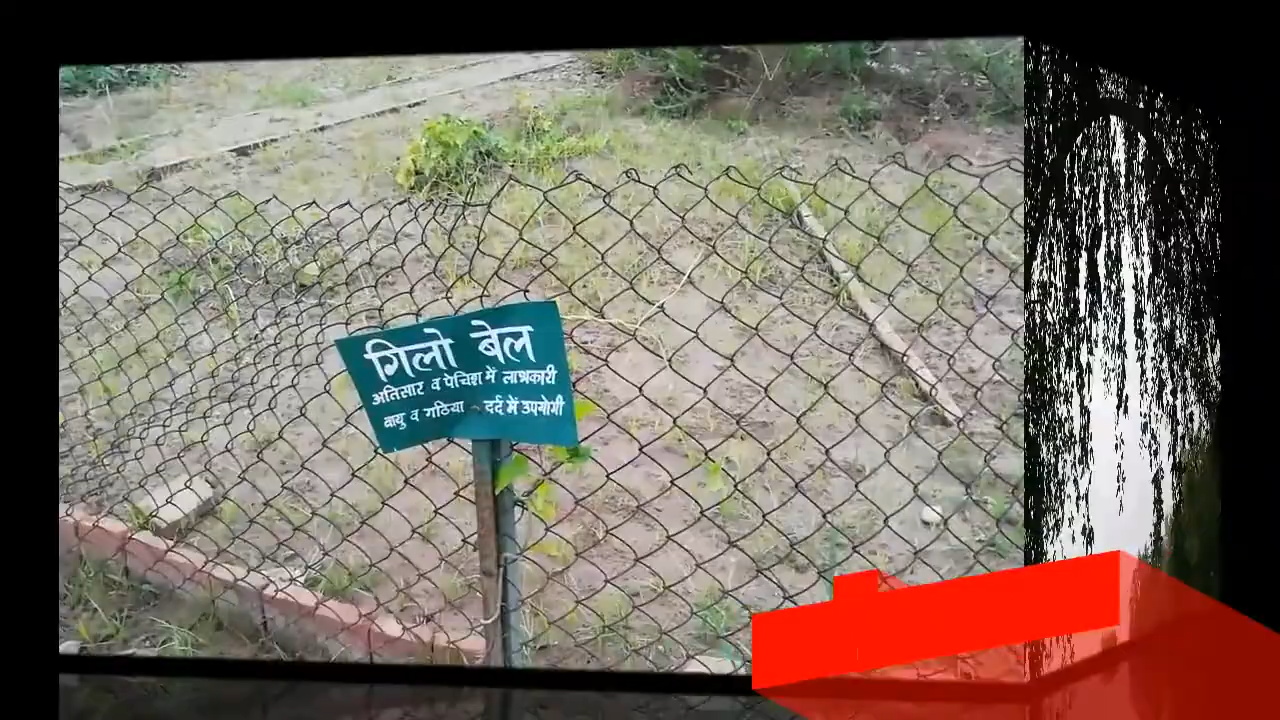 गिलो बेल
अतिसार व पेचिश में लाभकारी
वायु व गठिया दर्द में उपयोगी